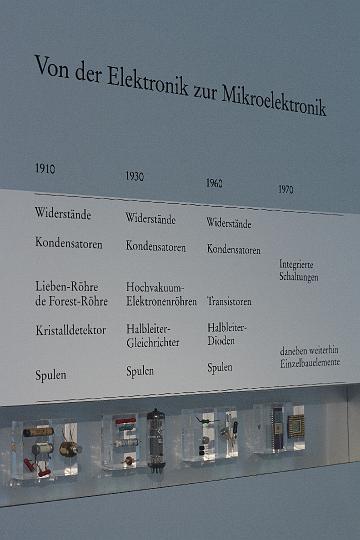 Von der Elektronik zur Mikroelektronik
1910 1930 1960 1970
Widerstände Widerstände Widerstände
Kondensatoren Kondensatoren Kondensatoren
Integrierte
Schaltungen
Lieben-Röhre Hochvakuum-
de Forest-Röhre Elektronenröhren Transistoren
Kristalldetektor Halbleiter- Halbleiter-
Gleichrichter Dioden
daneben weiterhin
Spulen Spulen Spulen Einzelbauelemente